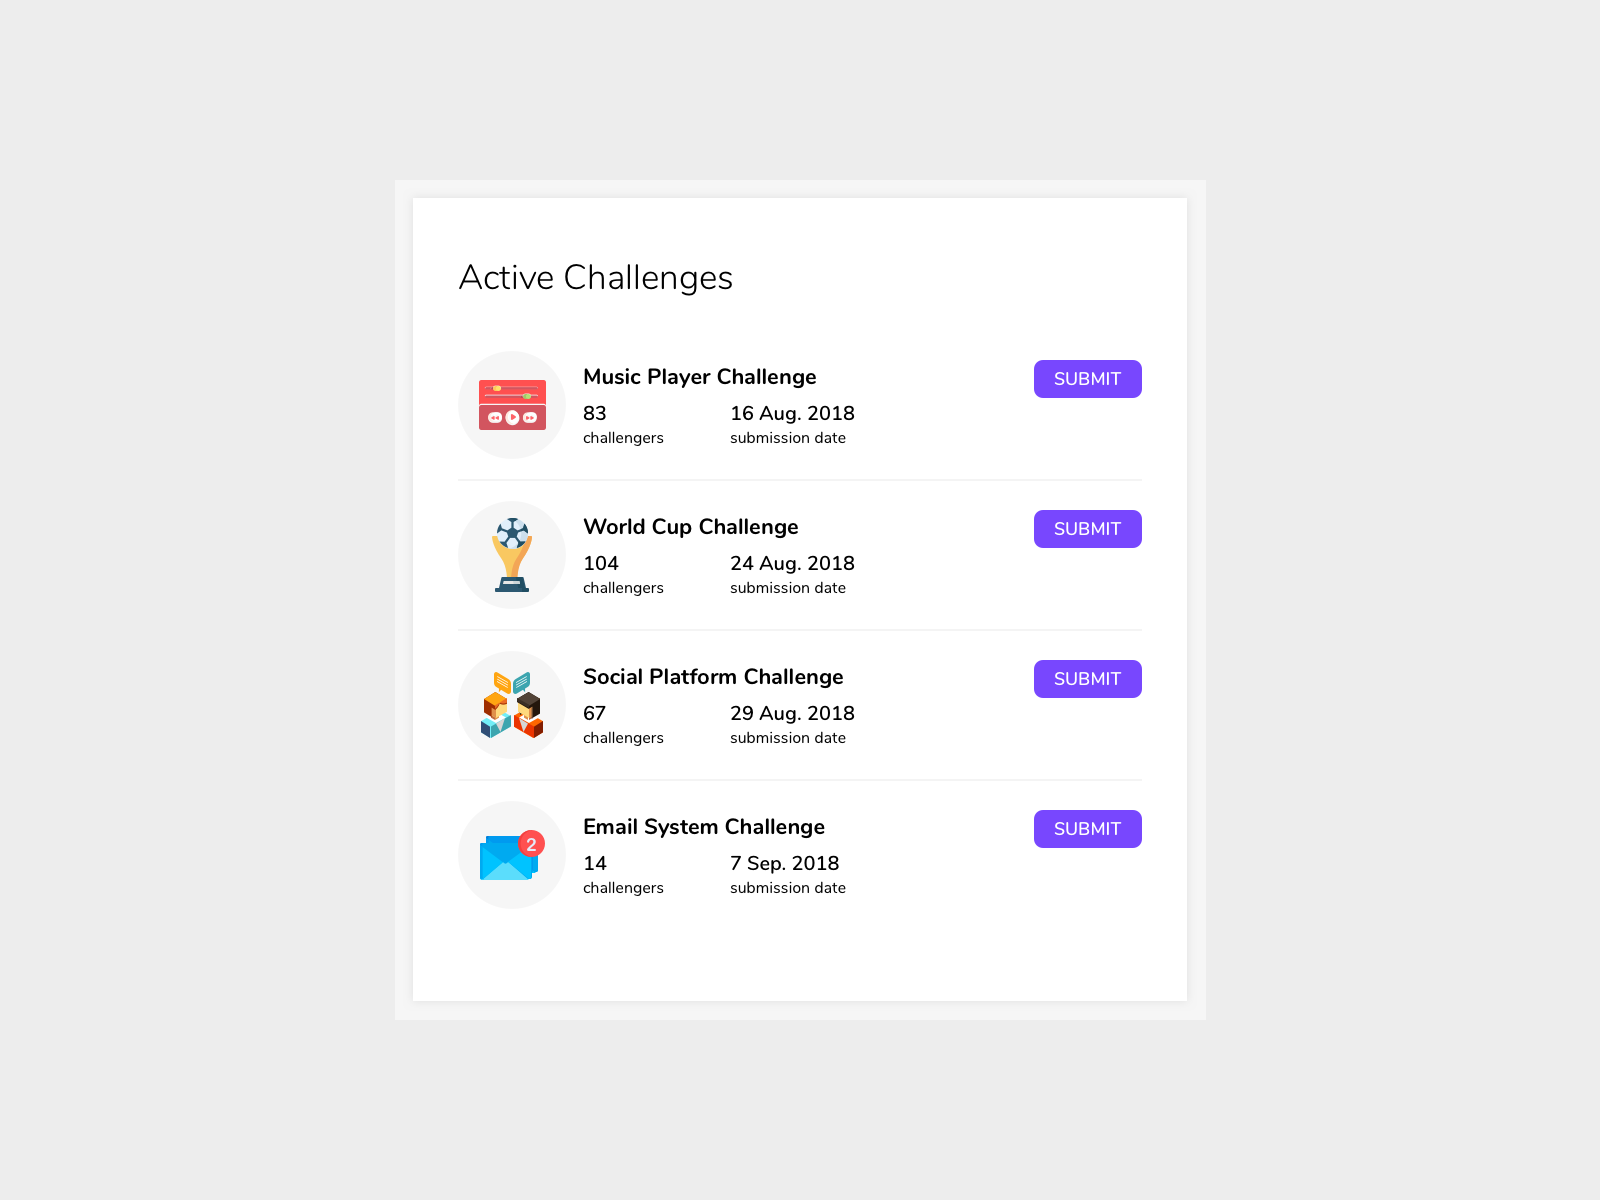 Active Challenges
Music Player Challenge
SUBMIT
83
16 Aug. 2018
challengers
submission date
World Cup Challenge
SUBMIT
104
24 Aug. 2018
challengers
submission date
Social Platform Challenge
SUBMIT
67
29 Aug. 2018
challengers
submission date
2
Email System Challenge
SUBMIT
14
7 Sep. 2018
challengers
submission date